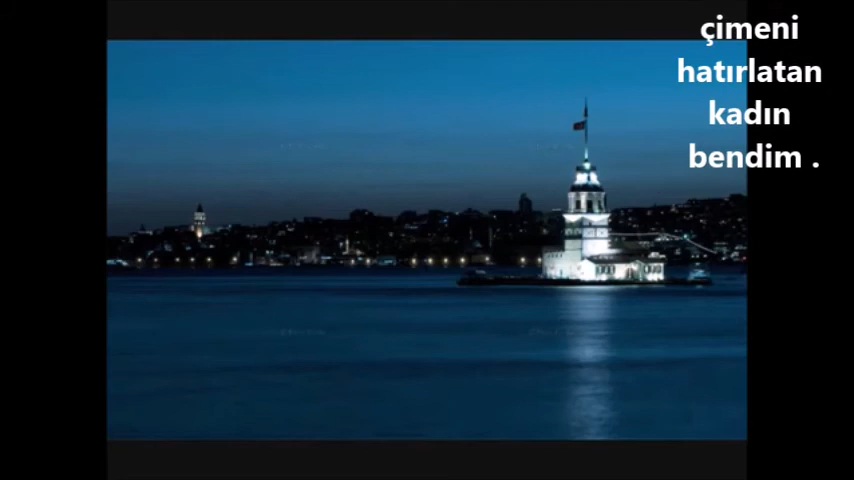 çimeni
hatırlatan
kadın
bendim .